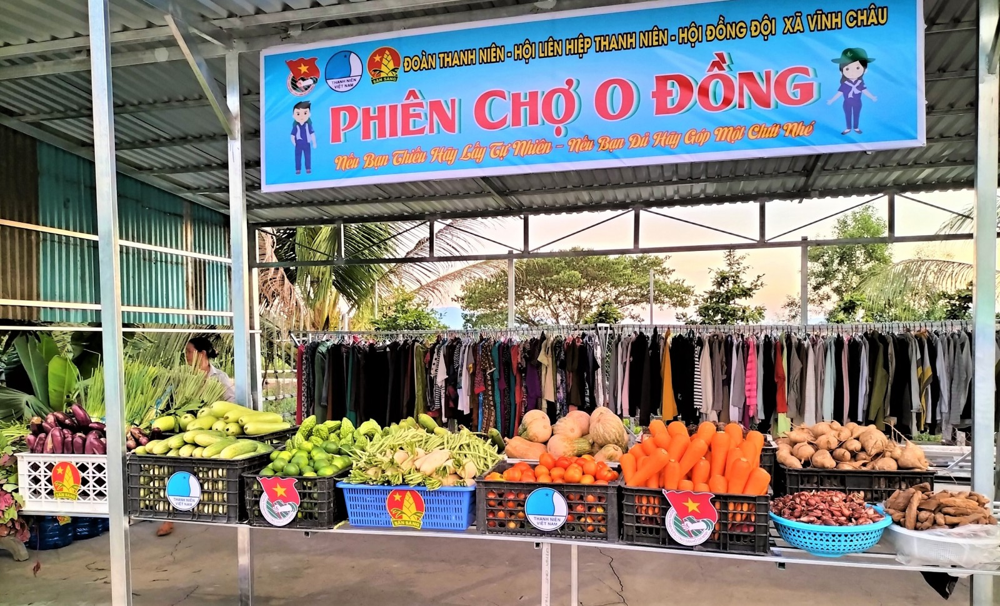 ĐOÀN THANH NIÊN - HỘI LIÊN HIỆP THANH NIÊN - HỘI ĐỒNG ĐỘI XÃ VĨNH CHÂU
THANH NIÊN
VIỆT NAM
SẴN SÀNG
PHIÊN CHỢ O ĐỒNG
Nếu Bạn Thiếu Hãy Lấy Tự Nhiên - Nếu Bạn Đủ Hãy Góp Một Chút Nhé
SẴN SÀNG
THANH NIÊN
VIỆT NAM
SẴN SÀNG
THANH NIÊN
VIỆT NAM